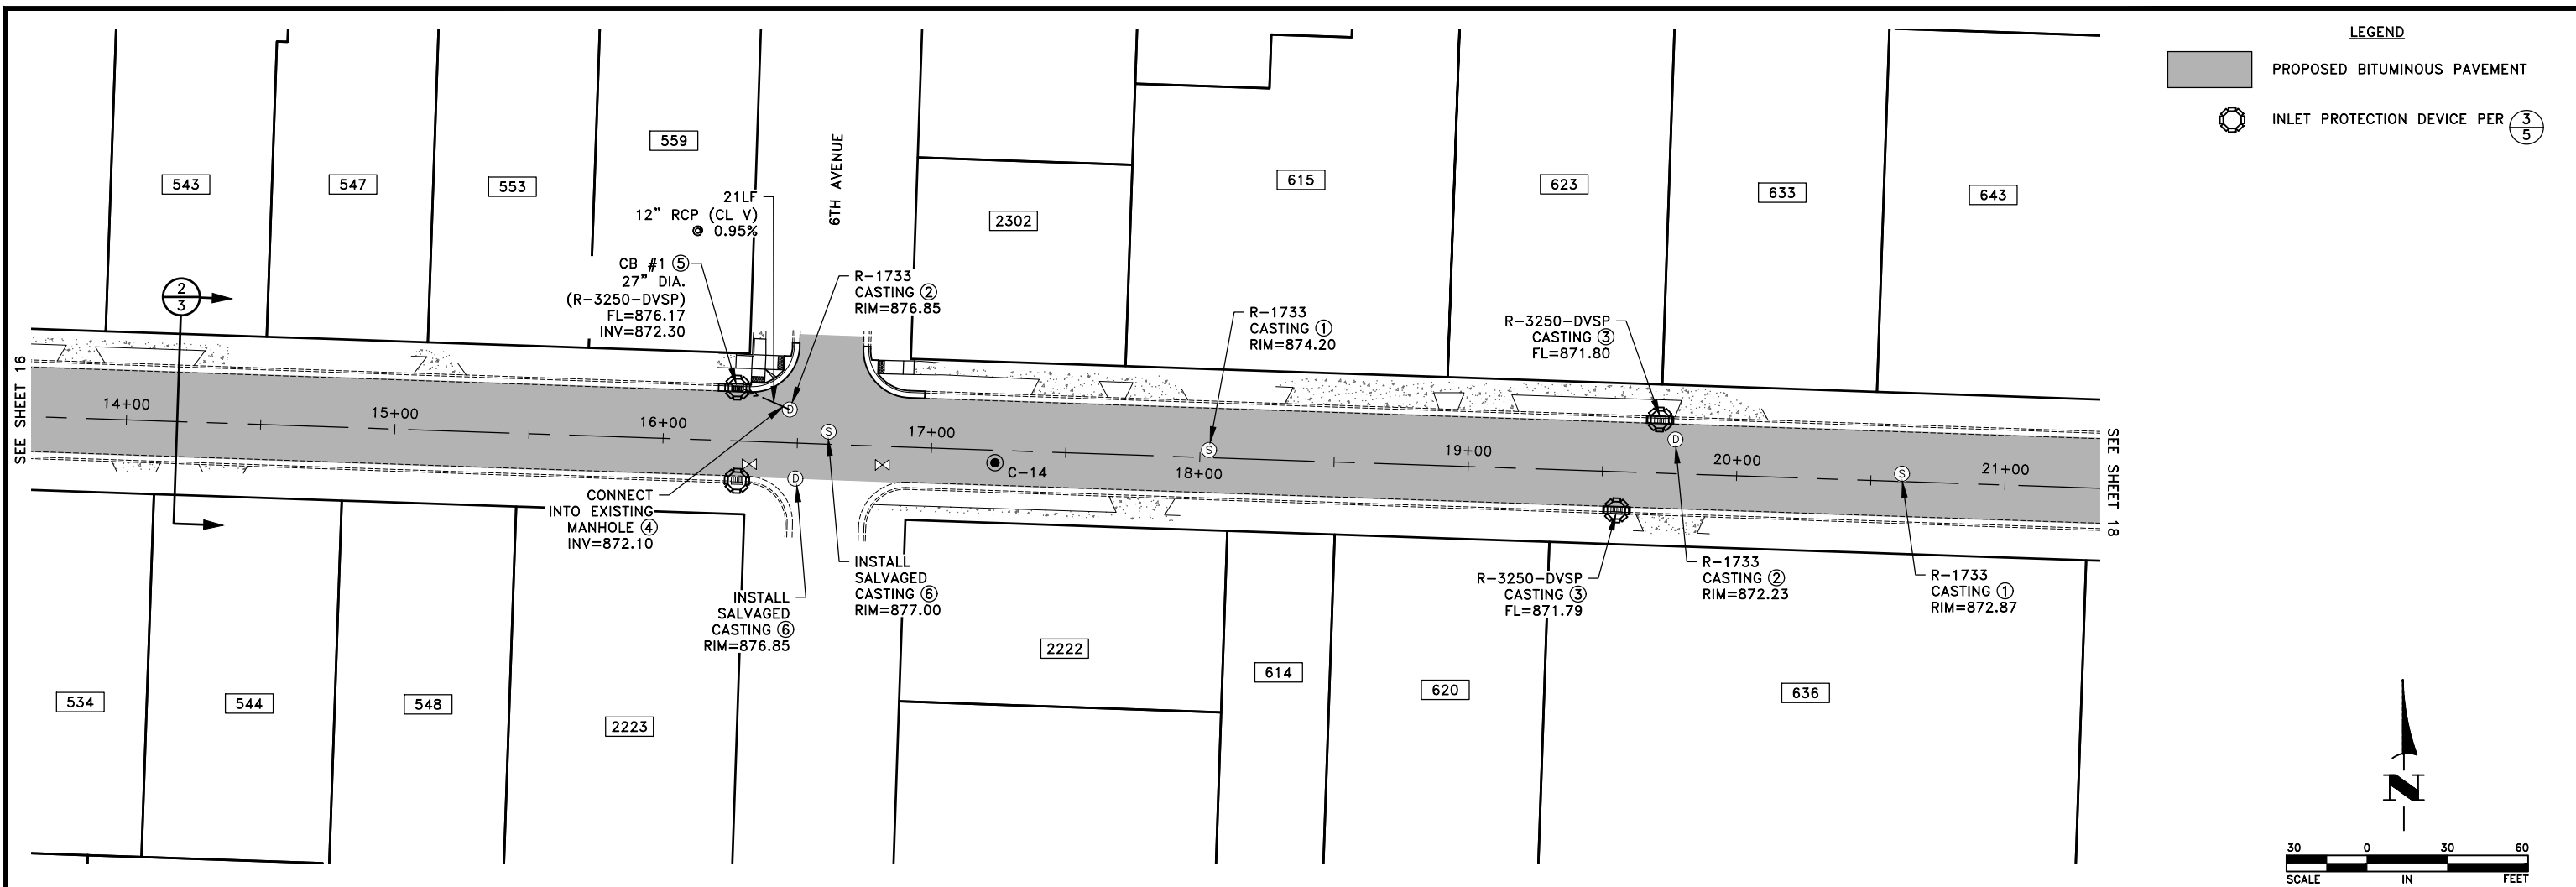 LEGEND
PROPOSED BITUMINOUS PAVEMENT
INLET PROTECTION DEVICE PER 3
5
543
547
553
559
6TH AVENUE
2302
615
623
633
643
21LF
12" RCP (CL V)
@ 0.95%
CB #1 5
27" DIA.
(R-3250-DVSP)
FL=876.17
INV=872.30
R-1733
CASTING 2
RIM=876.85
R-1733
CASTING 1
RIM=874.20
R-3250-DVSP
CASTING 3
FL=871.80
2
3
SEE SHEET 16
14+00
15+00
16+00
17+00
18+00
19+00
20+00
21+00
SEE SHEET 18
D
S
D
S
D
S
C-14
CONNECT
INTO EXISTING
MANHOLE 4
INV=872.10
INSTALL
SALVAGED
CASTING 6
RIM=876.85
INSTALL
SALVAGED
CASTING 6
RIM=877.00
R-3250-DVSP
CASTING 3
FL=871.79
R-1733
CASTING 2
RIM=872.23
R-1733
CASTING 1
RIM=872.87
534
544
548
2223
2222
614
620
636
N
30 0 30 60
SCALE IN FEET